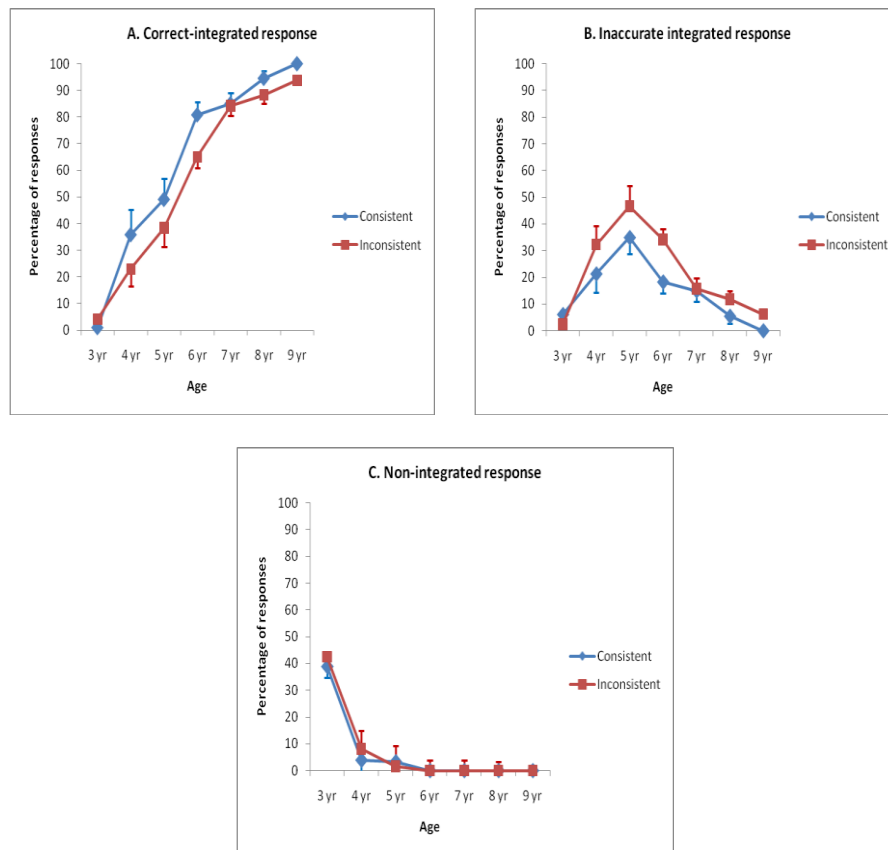 A. Correct-integrated response
100
90
80
70
60
50
40
30
20
10
0
Percentage of responses
3 yr 4 yr 5 yr 6 yr 7 yr 8 yr 9 yr
Age
Consistent
Inconsistent
B. Inaccurate integrated response
100
90
80
70
60
50
40
30
20
10
0
Percentage of responses
3 yr 4 yr 5 yr 6 yr 7 yr 8 yr 9 yr
Age
Consistent
Inconsistent
C. Non-integrated response
100
90
80
70
60
50
40
30
20
10
0
Percentage of responses
3 yr 4 yr 5 yr 6 yr 7 yr 8 yr 9 yr
Age
Consistent
Inconsistent